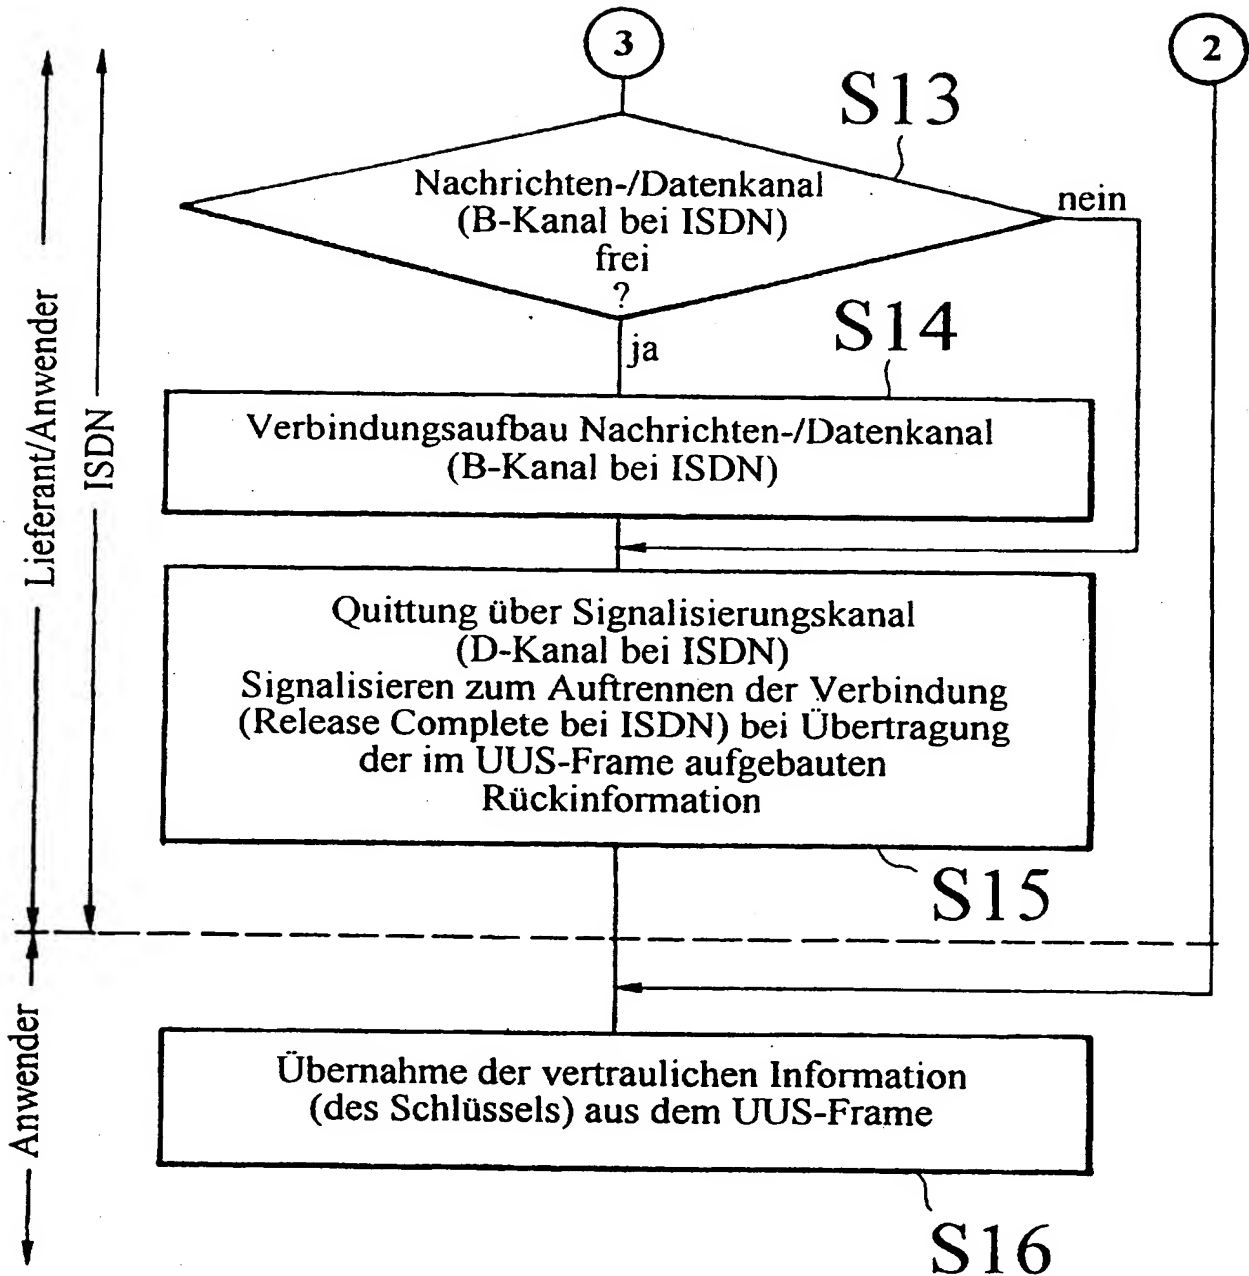 3
2
S13
Nachrichten-/Datenkanal
(B-Kanal bei ISDN)
frei
?
nein
ja
S14
Verbindungsaufbau Nachrichten-/Datenkanal
(B-Kanal bei ISDN)
Quittung über Signalisierungskanal
(D-Kanal bei ISDN)
Signalisieren zum Auftrennen der Verbindung
(Release Complete bei ISDN) bei Übertragung
der im UUS-Frame aufgebauten
Rückinformation
S15
Übernahme der vertraulichen Information
(des Schlüssels) aus dem UUS-Frame
S16
Lieferant/Anwender
ISDN
Anwender